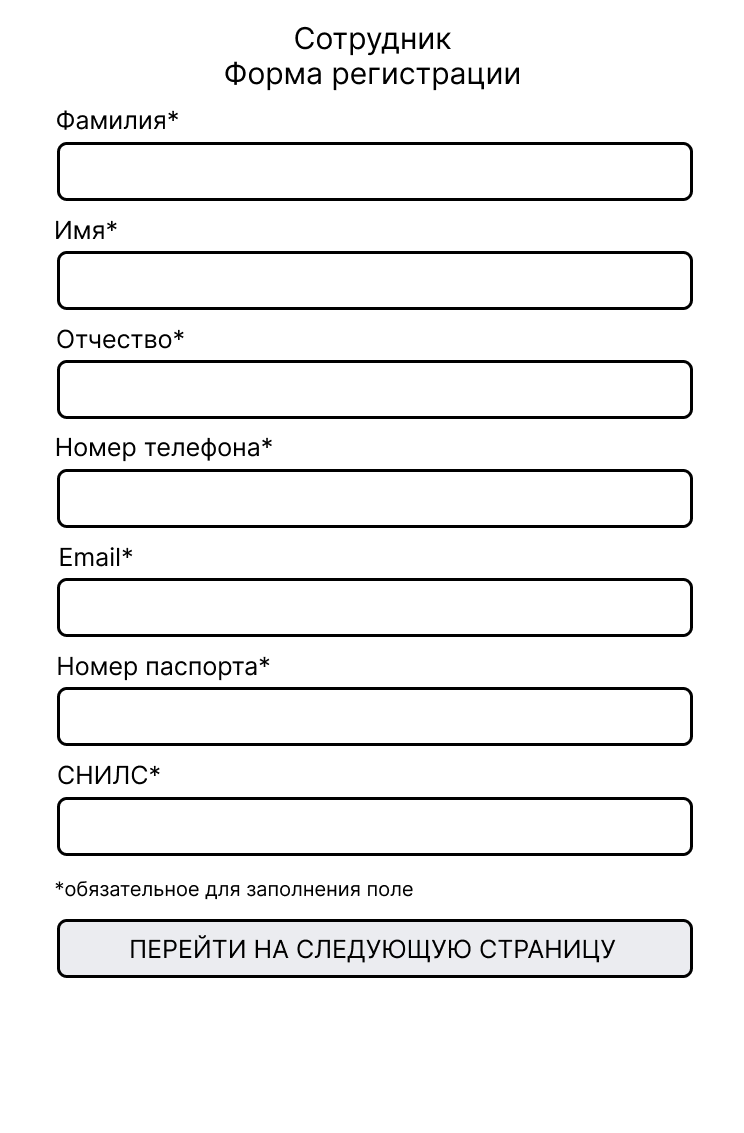 Сотрудник
Форма регистрации
Фамилия*
Имя*
Отчество*
Номер телефона*
Email*
Номер паспорта*
СНИЛС*
*обязательное для заполнения поле
ПЕРЕЙТИ НА СЛЕДУЮЩУЮ СТРАНИЦУ